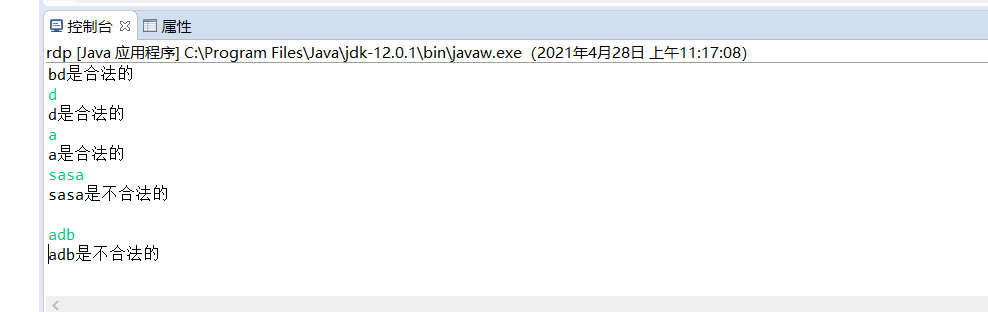 控制台 属性
rdp [Java 应用程序] C:\Program Files\Java\jdk-12.0.1\bin\javaw.exe（2021年4月28日 上午11:17:08）
bd是合法的
d
d是合法的
a
a是合法的
sasa
sasa是不合法的
adb
adb是不合法的